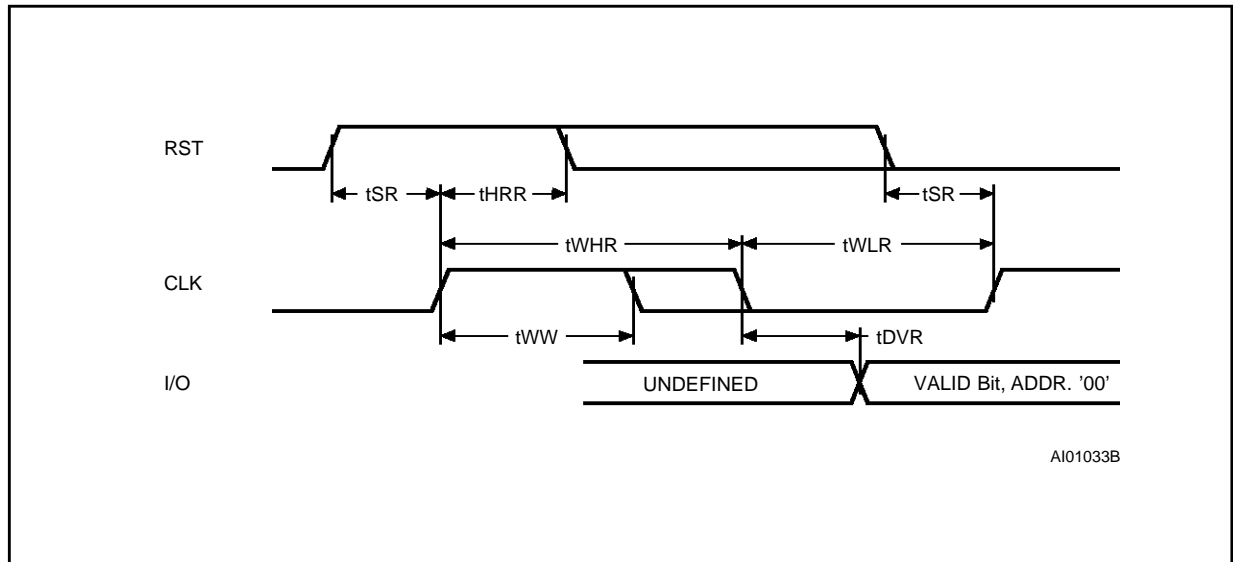 RST
tSR
tHRR
tSR
tWHR
tWLR
CLK
tWW
tDVR
I/O
UNDEFINED
VALID Bit, ADDR. '00'
AI01033B